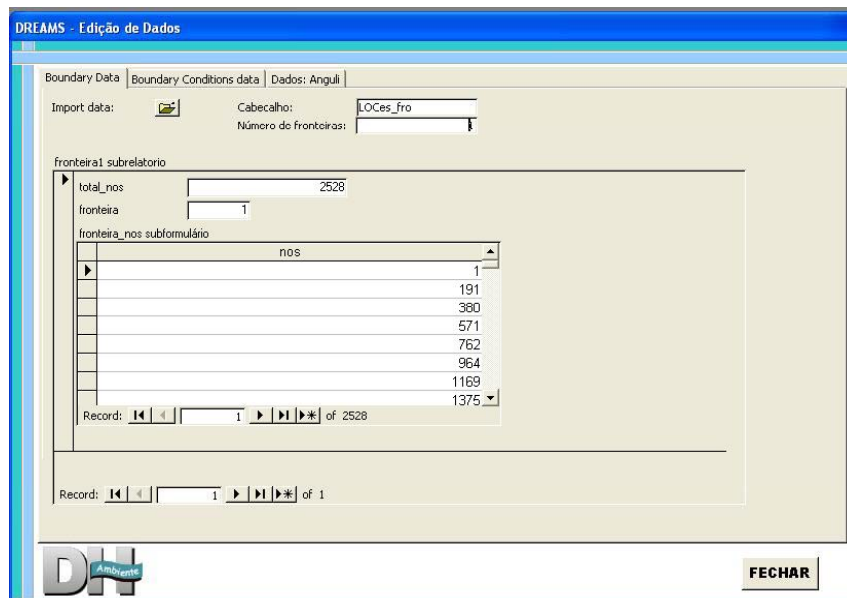 DREAMS - Edição de Dados
Boundary Data Boundary Conditions data Dados: Anguli
Import data: Cabecalho: LOCes_fro
Número de fronteiras:
fronteira1 subrelatorio
total_nos 2528
fronteira 1
fronteira_nos subformulário
nos
1
191
380
571
762
964
1169
1375
Record: 1 of 2528
Record: 1 of 1
DH Ambiente
FECHAR